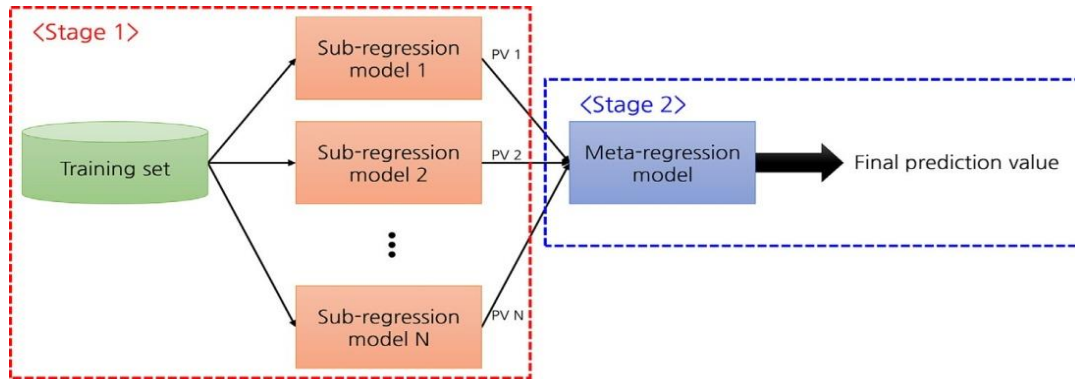 <Stage 1>
Sub-regression
model 1
PV 1
<Stage 2>
Training set
Sub-regression
model 2
PV 2
Meta-regression
model
Final prediction value
Sub-regression
model N
PV N